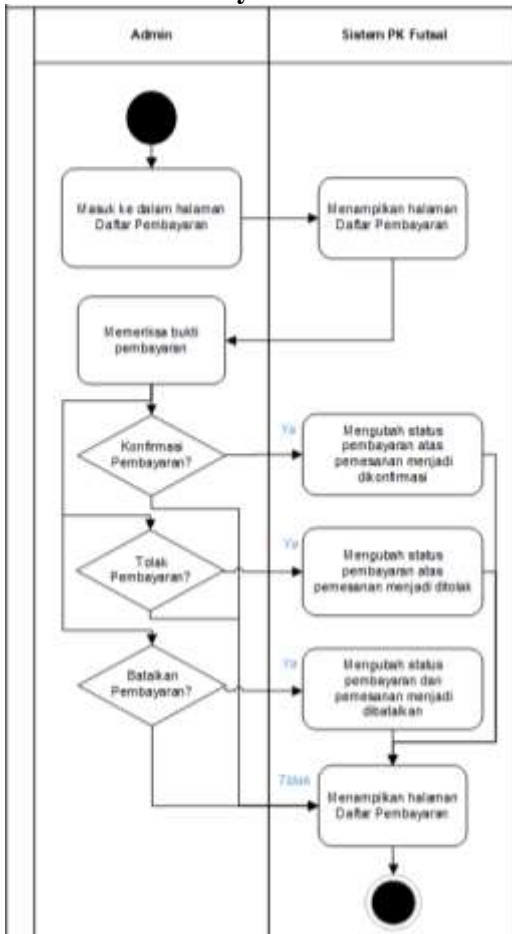 Admin
Sistem PK Futsal
Masuk ke dalam halaman
Daftar Pembayaran
Menampilkan halaman
Daftar Pembayaran
Memeriksa bukti
pembayaran
Konfirmasi
Pembayaran?
Ya
Mengubah status
pembayaran atas
pemesanan menjadi
dikonfirmasi
Tolak
Pembayaran?
Ya
Mengubah status
pembayaran atas
pemesanan menjadi ditolak
Batalkan
Pembayaran?
Ya
Mengubah status
pembayaran dan
pemesanan menjadi
dibatalkan
Tidak
Menampilkan halaman
Daftar Pembayaran